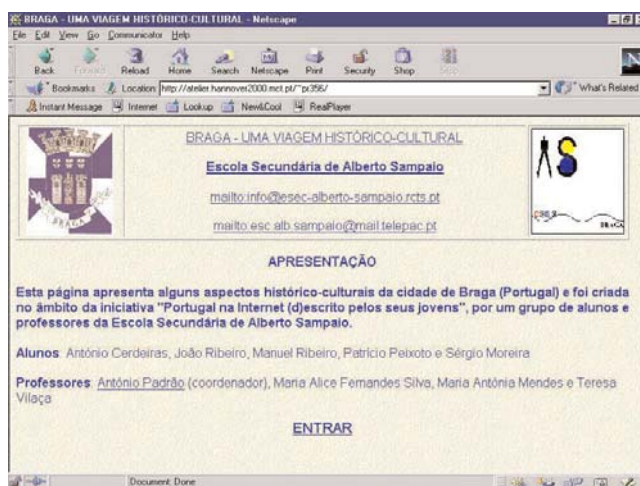 BRAGA - UMA VIAGEM HISTÓRICO-CULTURAL - Netscape
File Edit View Go Communicator Help
Back Forward Reload Home Search Netscape Print Security Shop Stop
Bookmarks Location: http://atelier.hannover2000.mct.pt/~pr356/ What's Related
Instant Message Internet Lookup New&Cool RealPlayer
BRAGA - UMA VIAGEM HISTÓRICO-CULTURAL
Escola Secundária de Alberto Sampaio
mailto:info@esec-alberto-sampaio.rcts.pt
mailto:esc.alb.sampaio@mail.telepac.pt
BRAGA
BRAGA
APRESENTAÇÃO
Esta página apresenta alguns aspectos histórico-culturais da cidade de Braga (Portugal) e foi criada
no âmbito da iniciativa "Portugal na Internet (d)escrito pelos seus jovens", por um grupo de alunos e
professores da Escola Secundária de Alberto Sampaio.
Alunos: António Cerdeiras, João Ribeiro, Manuel Ribeiro, Patrício Peixoto e Sérgio Moreira
Professores: António Padrão (coordenador), Maria Alice Fernandes Silva, Maria Antónia Mendes e Teresa
Vilaça
ENTRAR
Document: Done